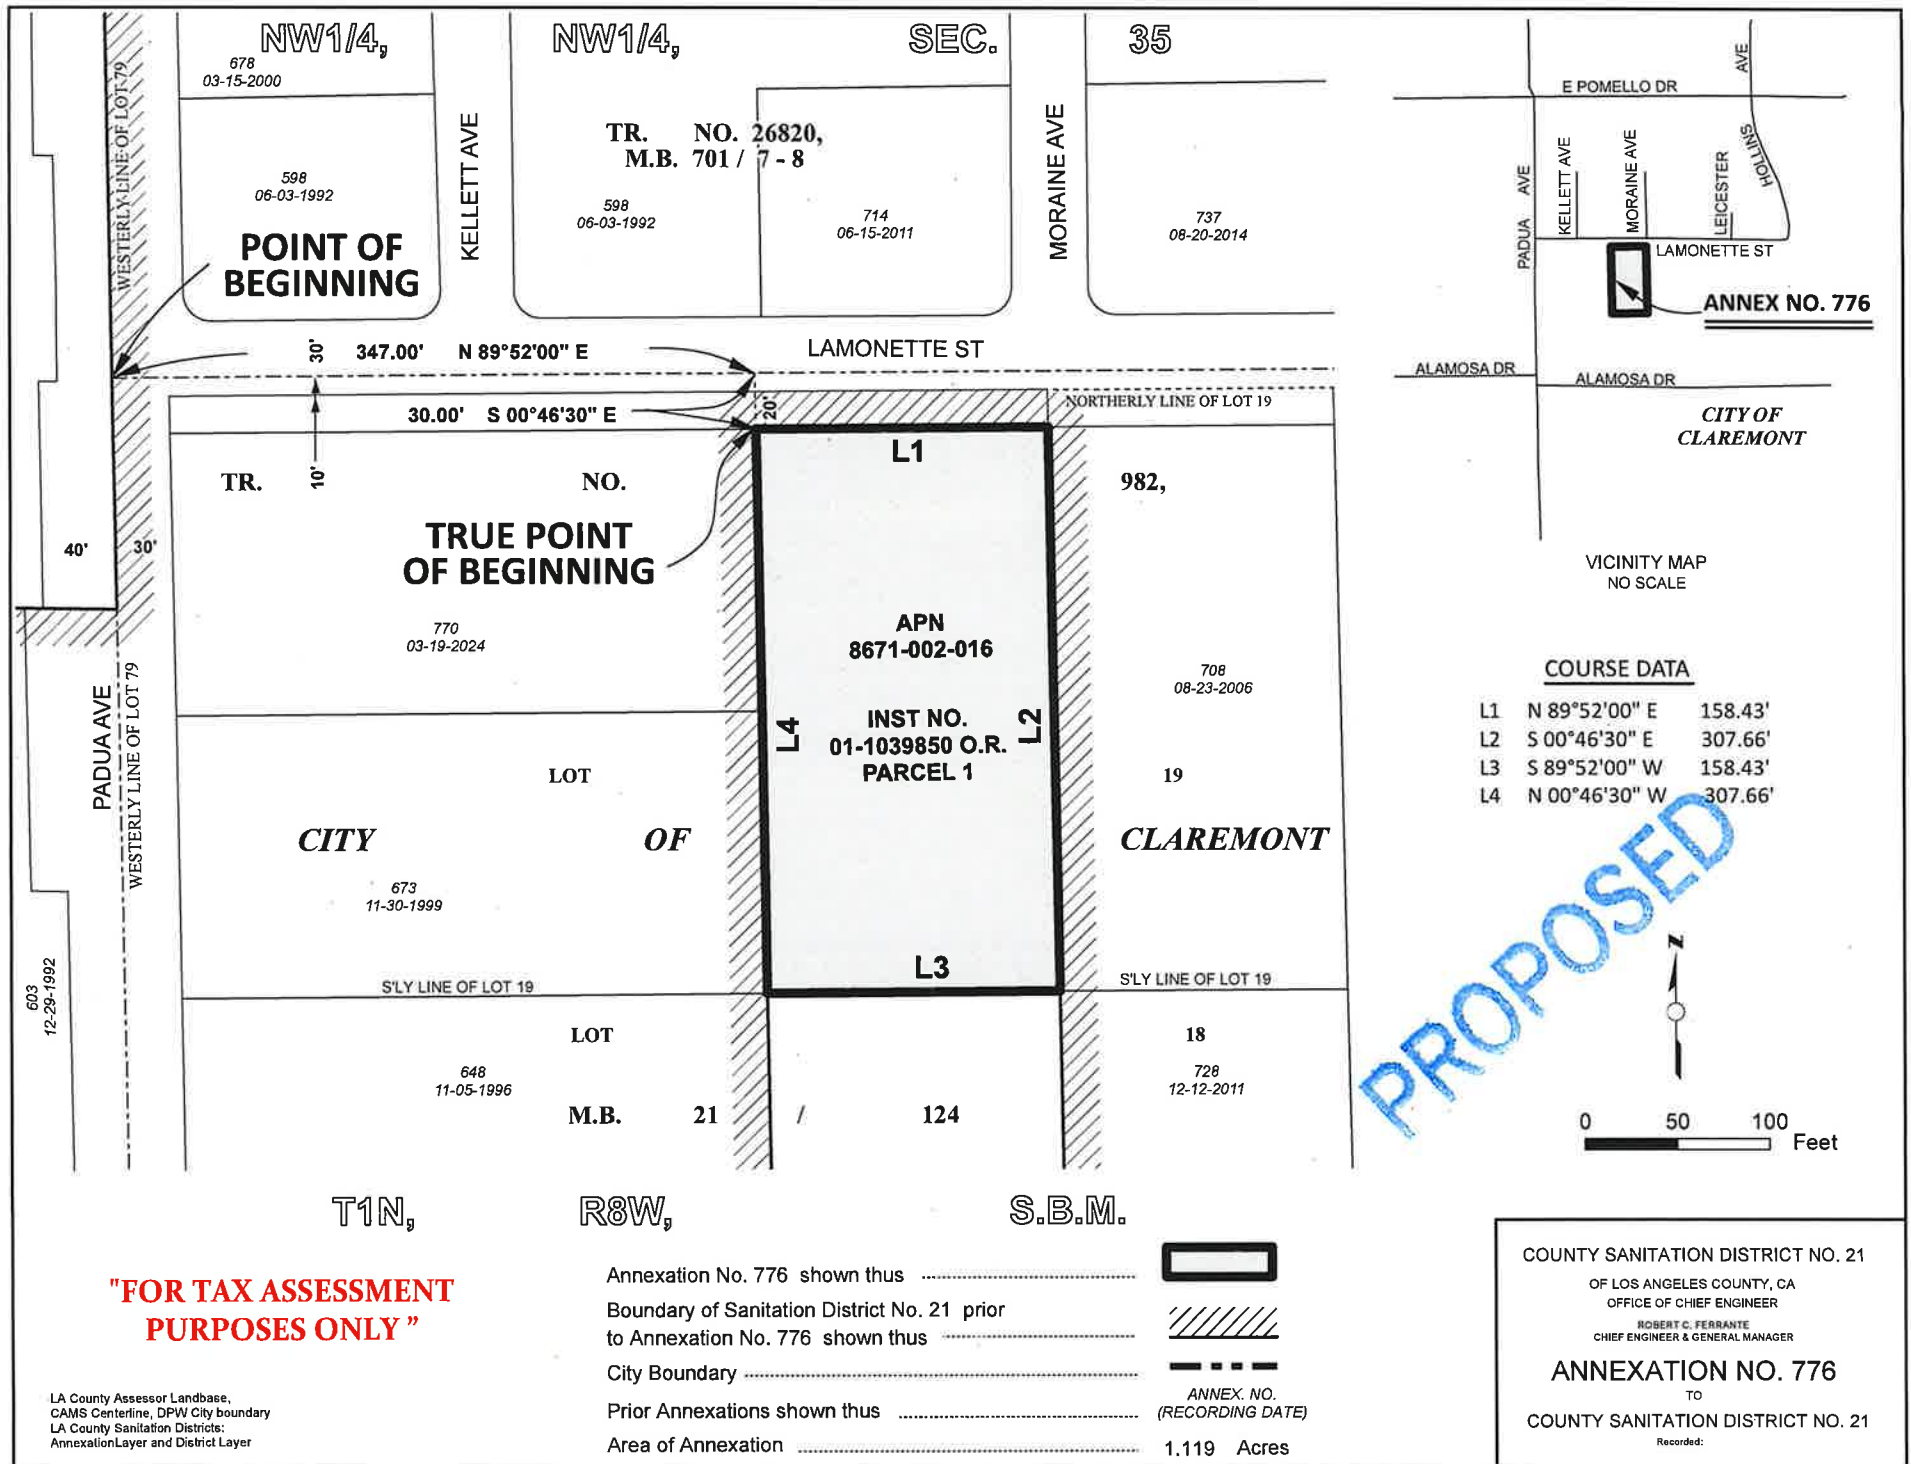 NW1/4, NW1/4, SEC. 35
678
03-15-2000
WESTERLY LINE OF LOT 79
598
06-03-1992
KELLETT AVE
TR. NO. 26820,
M.B. 701 / 7 - 8
598
06-03-1992
714
06-15-2011
MORAINE AVE
737
08-20-2014
POINT OF
BEGINNING
30' 347.00' N 89°52'00" E
LAMONETTE ST
30.00' S 00°46'30" E
20'
NORTHERLY LINE OF LOT 19
10'
L1
TR. NO. 982,
TRUE POINT
OF BEGINNING
40' 30'
770
03-19-2024
APN
8671-002-016
708
08-23-2006
PADUA AVE
WESTERLY LINE OF LOT 79
L4
INST NO.
01-1039850 O.R.
PARCEL 1
L2
LOT 19
CITY OF CLAREMONT
673
11-30-1999
L3
S'LY LINE OF LOT 19
S'LY LINE OF LOT 19
603
12-29-1992
LOT 18
648
11-05-1996
728
12-12-2011
M.B. 21 / 124
T1N, R8W, S.B.M.
E POMELLO DR
AVE
HOLLINS
PADUA AVE
KELLETT AVE
MORAINE AVE
LEICESTER
LAMONETTE ST
ANNEX NO. 776
ALAMOSA DR
ALAMOSA DR
CITY OF
CLAREMONT
VICINITY MAP
NO SCALE
COURSE DATA
L1 N 89°52'00" E 158.43'
L2 S 00°46'30" E 307.66'
L3 S 89°52'00" W 158.43'
L4 N 00°46'30" W 307.66'
PROPOSED
N
0 50 100
Feet
"FOR TAX ASSESSMENT
PURPOSES ONLY "
LA County Assessor Landbase,
CAMS Centerline, DPW City boundary
LA County Sanitation Districts:
AnnexationLayer and District Layer
Annexation No. 776 shown thus
Boundary of Sanitation District No. 21 prior
to Annexation No. 776 shown thus
City Boundary
Prior Annexations shown thus
ANNEX. NO.
(RECORDING DATE)
Area of Annexation 1.119 Acres
COUNTY SANITATION DISTRICT NO. 21
OF LOS ANGELES COUNTY, CA
OFFICE OF CHIEF ENGINEER
ROBERT C. FERRANTE
CHIEF ENGINEER & GENERAL MANAGER
ANNEXATION NO. 776
TO
COUNTY SANITATION DISTRICT NO. 21
Recorded: